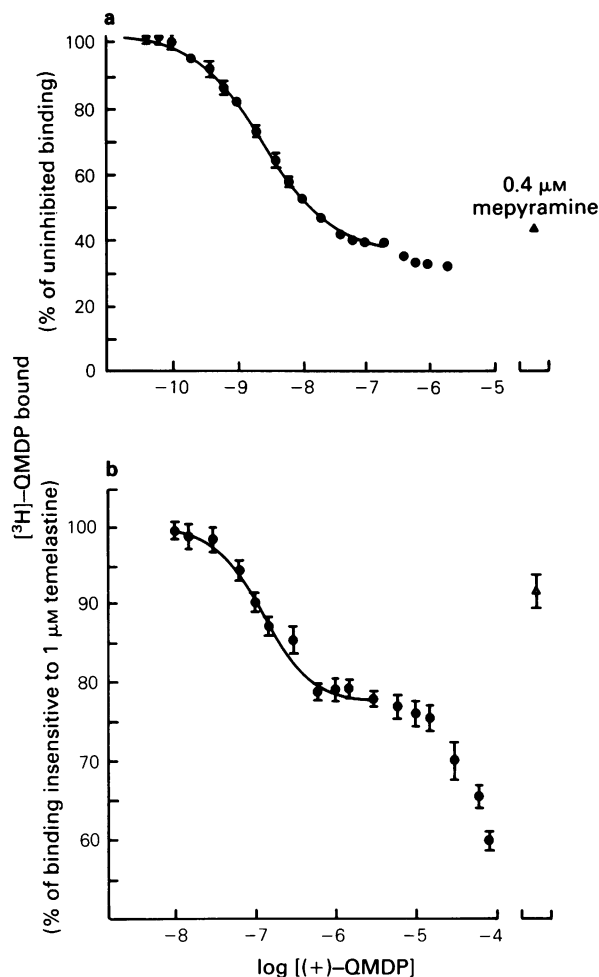 a
100
80
60
40
20
0
(% of uninhibited binding)
0.4 μM
mepyramine
−10
−9
−8
−7
−6
−5
[³H]–QMDP bound
b
100
90
80
70
60
(% of binding insensitive to 1 μM temelastine)
−8
−7
−6
−5
−4
log [(+)–QMDP]